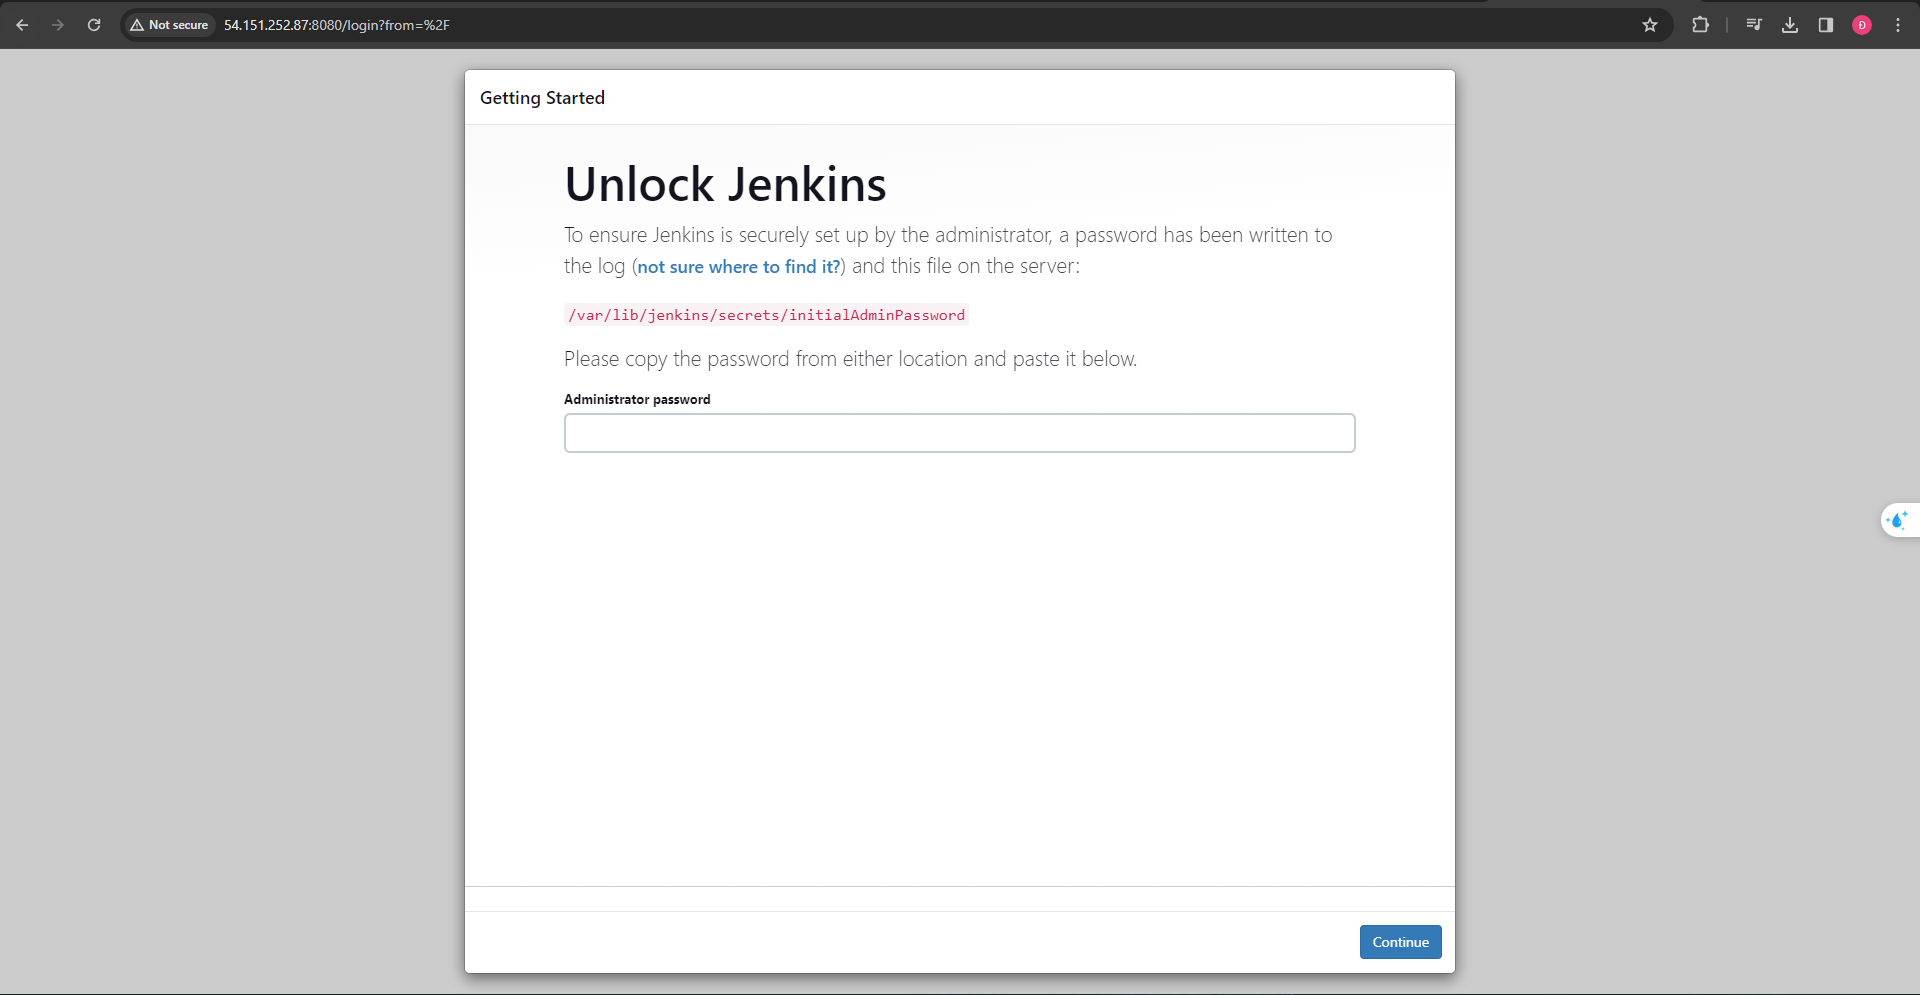 Not secure 54.151.252.87:8080/login?from=%2F
Đ
Getting Started
Unlock Jenkins
To ensure Jenkins is securely set up by the administrator, a password has been written to
the log (not sure where to find it?) and this file on the server:
/var/lib/jenkins/secrets/initialAdminPassword
Please copy the password from either location and paste it below.
Administrator password
Continue